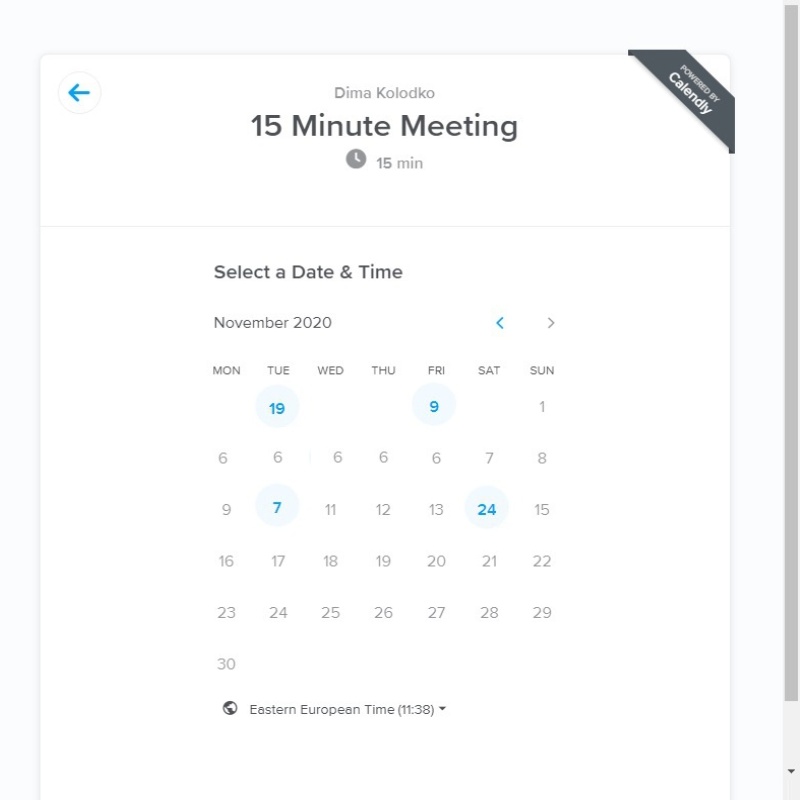 POWERED BY
Calendly
Dima Kolodko
15 Minute Meeting
15 min
Select a Date & Time
November 2020
MON TUE WED THU FRI SAT SUN
19 9 1
6 6 6 6 6 7 8
9 7 11 12 13 24 15
16 17 18 19 20 21 22
23 24 25 26 27 28 29
30
Eastern European Time (11:38)